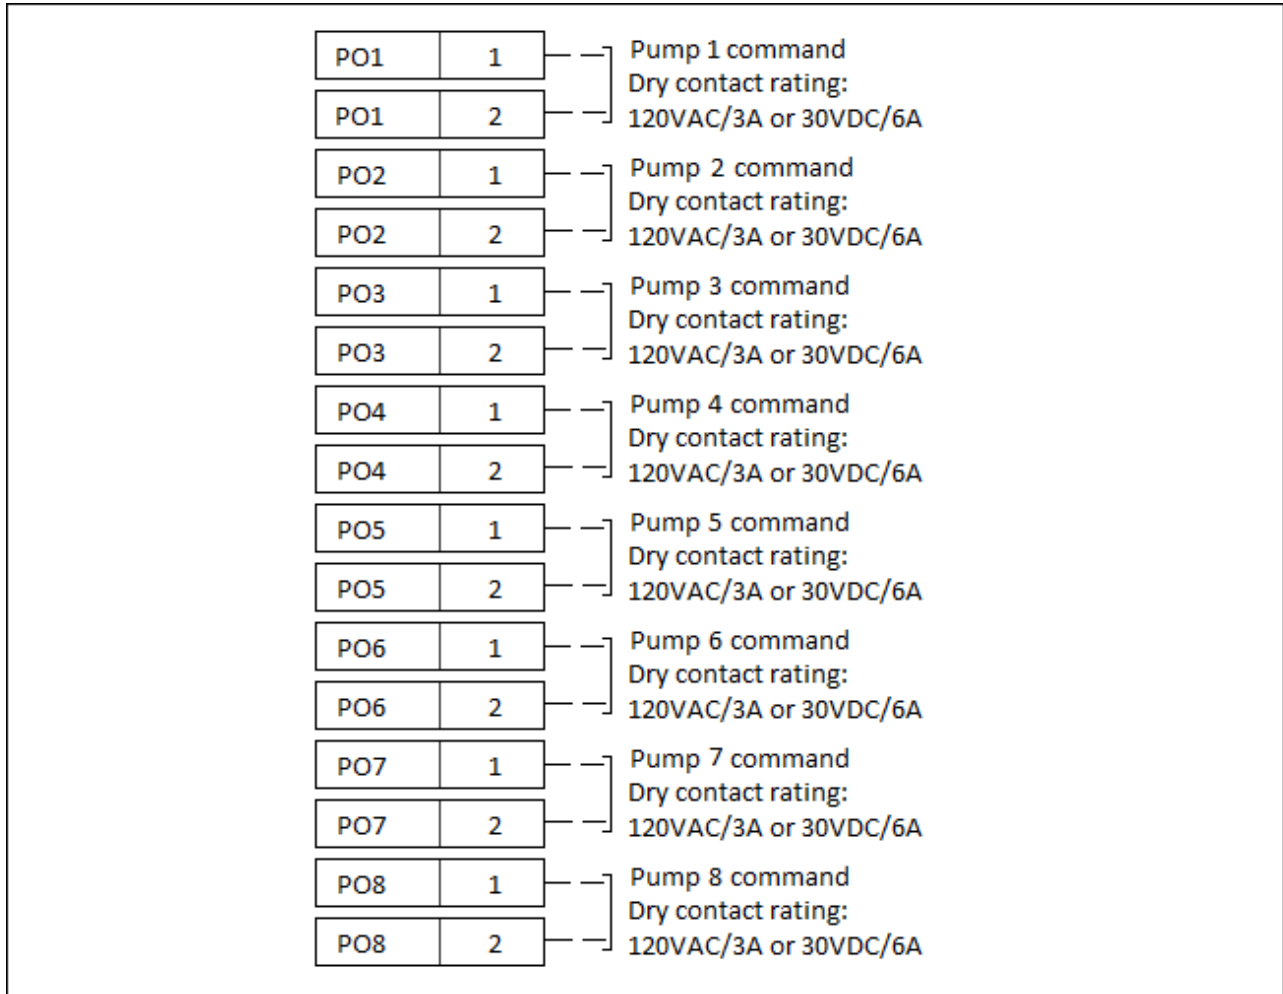 PO1 1 Pump 1 command
Dry contact rating:
PO1 2 120VAC/3A or 30VDC/6A
PO2 1 Pump 2 command
Dry contact rating:
PO2 2 120VAC/3A or 30VDC/6A
PO3 1 Pump 3 command
Dry contact rating:
PO3 2 120VAC/3A or 30VDC/6A
PO4 1 Pump 4 command
Dry contact rating:
PO4 2 120VAC/3A or 30VDC/6A
PO5 1 Pump 5 command
Dry contact rating:
PO5 2 120VAC/3A or 30VDC/6A
PO6 1 Pump 6 command
Dry contact rating:
PO6 2 120VAC/3A or 30VDC/6A
PO7 1 Pump 7 command
Dry contact rating:
PO7 2 120VAC/3A or 30VDC/6A
PO8 1 Pump 8 command
Dry contact rating:
PO8 2 120VAC/3A or 30VDC/6A